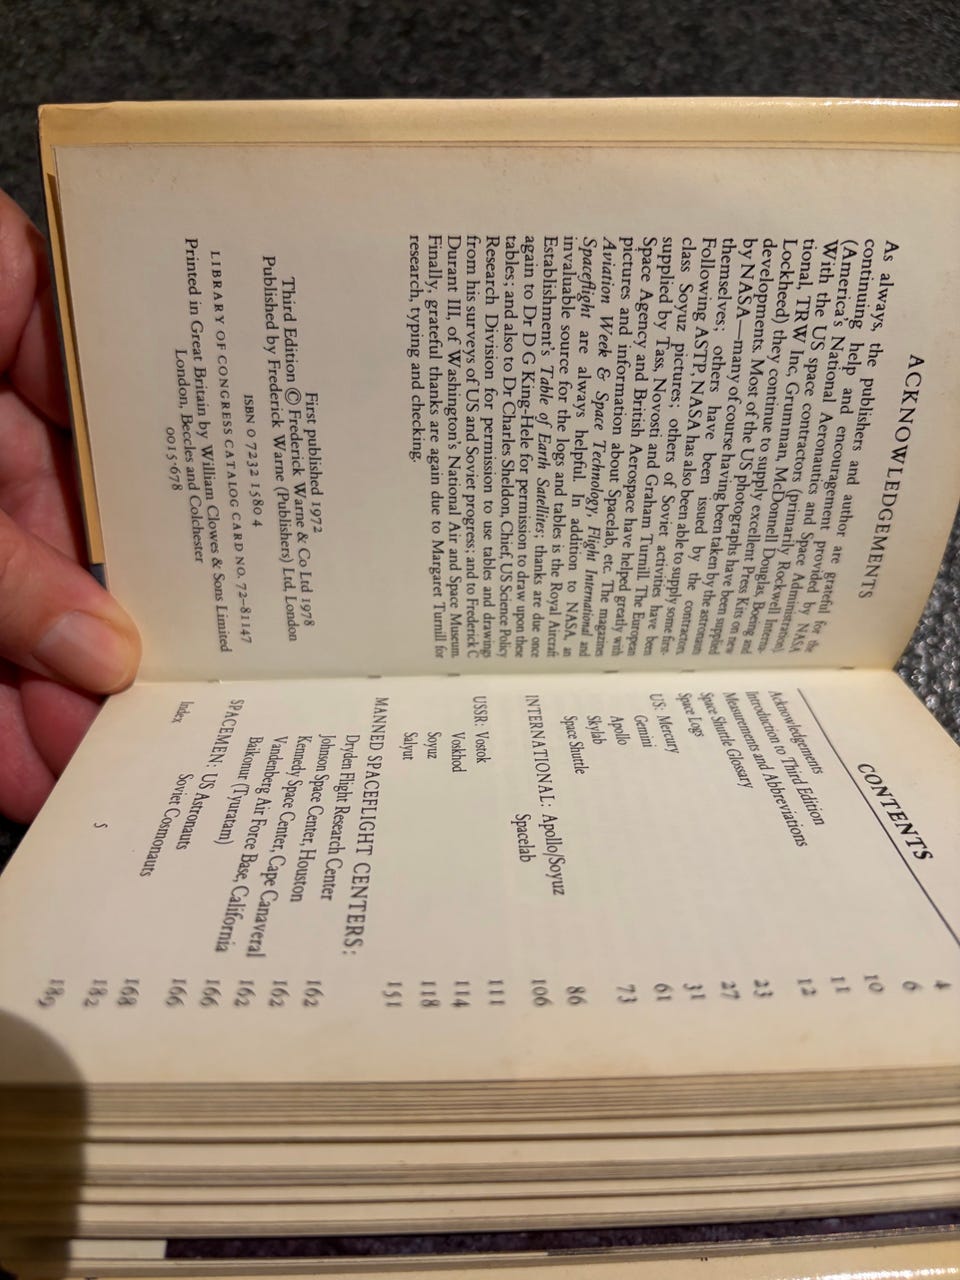 ACKNOWLEDGEMENTS
As always, the publishers and author are grateful for the
continuing help and encouragement provided by NASA
(America's National Aeronautics and Space Administration).
With the US space contractors (primarily Rockwell Interna-
tional, TRW Inc, Grumman, McDonnell Douglas, Boeing and
Lockheed) they continue to supply excellent Press Kits on new
developments. Most of the US photographs have been supplied
by NASA—many of course having been taken by the astronauts
themselves; others have been issued by the contractors.
Following ASTP, NASA has also been able to supply some first-
class Soyuz pictures; others of Soviet activities have been
supplied by Tass, Novosti and Graham Turnill. The European
Space Agency and British Aerospace have helped greatly with
pictures and information about Spacelab, etc. The magazines
Aviation Week & Space Technology, Flight International and
Spaceflight are always helpful. In addition to NASA, an
invaluable source for the logs and tables is the Royal Aircraft
Establishment's Table of Earth Satellites; thanks are due once
again to Dr D G King-Hele for permission to draw upon these
tables; and also to Dr Charles Sheldon, Chief, US Science Policy
Research Division for permission to use tables and drawings
from his surveys of US and Soviet progress; and to Frederick C
Durant III, of Washington's National Air and Space Museum.
Finally, grateful thanks are again due to Margaret Turnill for
research, typing and checking.
First published 1972
Third Edition © Frederick Warne & Co Ltd 1978
Published by Frederick Warne (Publishers) Ltd, London
ISBN 0 7232 1580 4
LIBRARY OF CONGRESS CATALOG CARD NO. 72-81147
Printed in Great Britain by William Clowes & Sons Limited
London, Beccles and Colchester
0015·678
CONTENTS
Acknowledgements 4
Introduction to Third Edition 6
Measurements and Abbreviations 10
Space Shuttle Glossary 11
Space Logs 12
US: Mercury 23
Gemini 27
Apollo 31
Skylab 61
Space Shuttle 73
INTERNATIONAL: Apollo/Soyuz 86
Spacelab 106
USSR: Vostok 111
Voskhod 114
Soyuz 118
Salyut 151
MANNED SPACEFLIGHT CENTERS:
Dryden Flight Research Center 162
Johnson Space Center, Houston 162
Kennedy Space Center, Cape Canaveral 162
Vandenberg Air Force Base, California 166
Baikonur (Tyuratam) 166
SPACEMEN: US Astronauts 168
Soviet Cosmonauts 182
Index 189
5